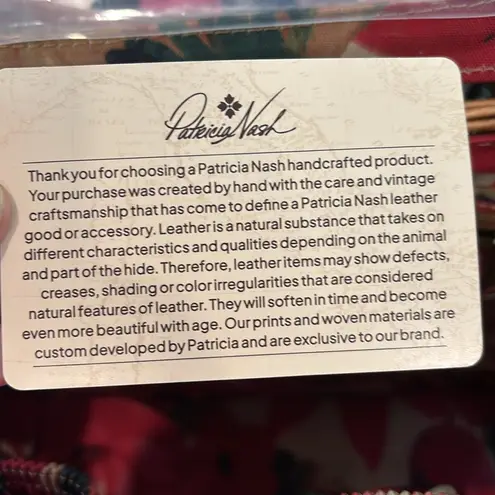 Patricia Nash
Thank you for choosing a Patricia Nash handcrafted product.
Your purchase was created by hand with the care and vintage
craftsmanship that has come to define a Patricia Nash leather
good or accessory. Leather is a natural substance that takes on
different characteristics and qualities depending on the animal
and part of the hide. Therefore, leather items may show defects,
creases, shading or color irregularities that are considered
natural features of leather. They will soften in time and become
even more beautiful with age. Our prints and woven materials are
custom developed by Patricia and are exclusive to our brand.